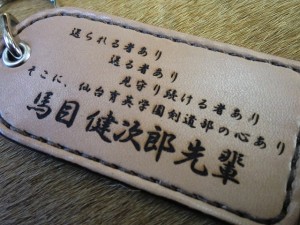 送られる者あり
送る者あり
見守り続ける者あり
そこに、仙台育英学園剣道部の心あり
馬目 健次郎先輩